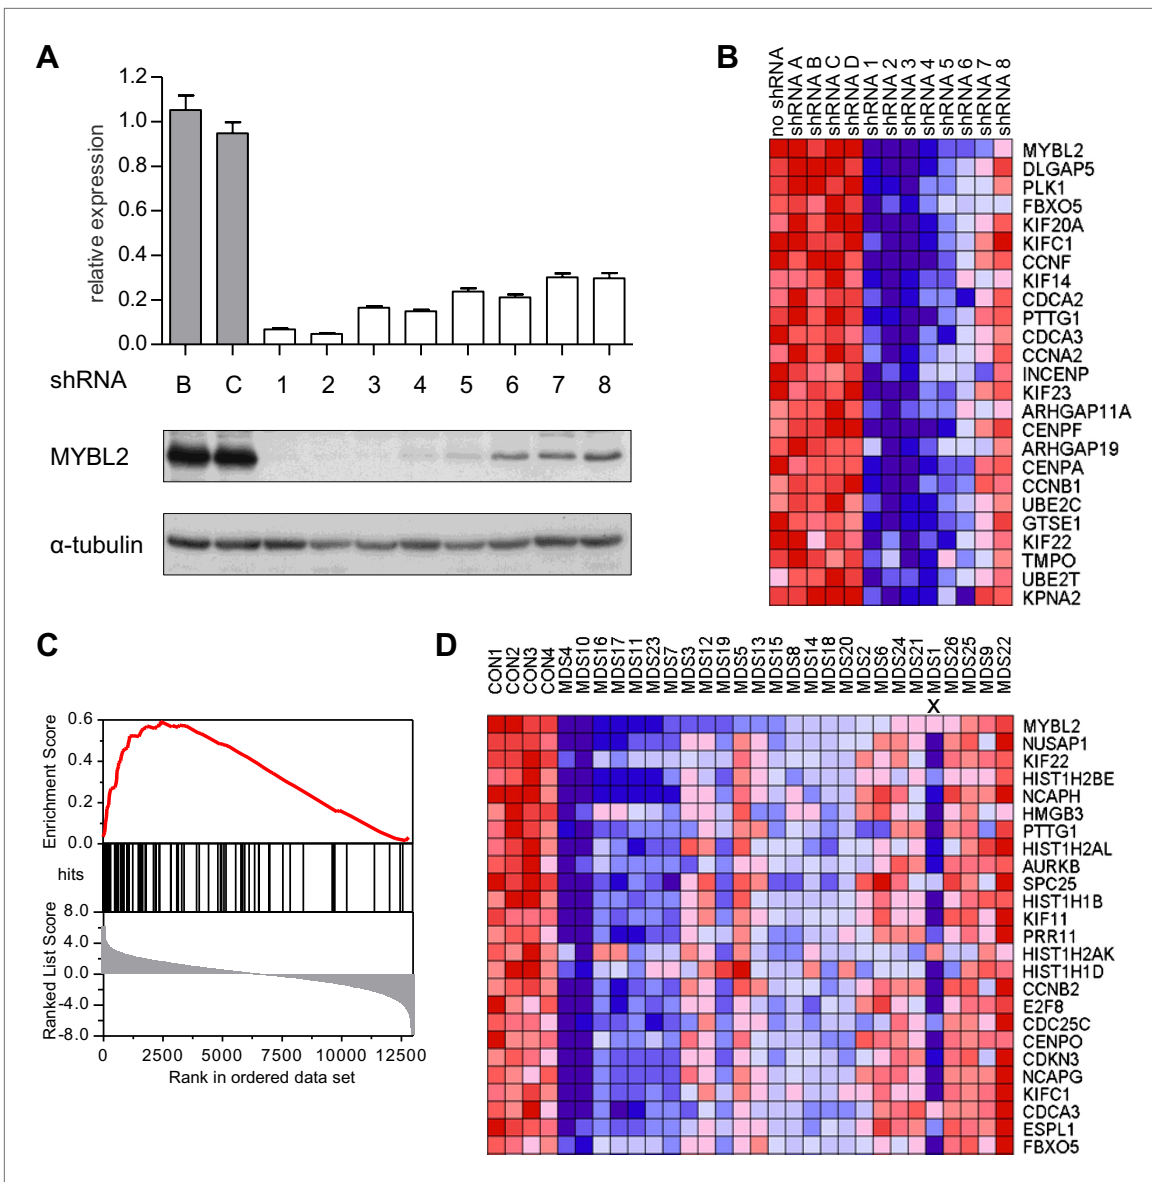 A
1.2
1.0
0.8
0.6
0.4
0.2
0.0
relative expression
shRNA B C 1 2 3 4 5 6 7 8
MYBL2
α-tubulin
B
no shRNA
shRNA A
shRNA B
shRNA C
shRNA D
shRNA 1
shRNA 2
shRNA 3
shRNA 4
shRNA 5
shRNA 6
shRNA 7
shRNA 8
MYBL2
DLGAP5
PLK1
FBXO5
KIF20A
KIFC1
CCNF
KIF14
CDCA2
PTTG1
CDCA3
CCNA2
INCENP
KIF23
ARHGAP11A
CENPF
ARHGAP19
CENPA
CCNB1
UBE2C
GTSE1
KIF22
TMPO
UBE2T
KPNA2
C
0.6
0.4
0.2
0.0
Enrichment Score
hits
8.0
4.0
0.0
-4.0
-8.0
Ranked List Score
0 2500 5000 7500 10000 12500
Rank in ordered data set
D
CON1
CON2
CON3
CON4
MDS4
MDS10
MDS16
MDS17
MDS11
MDS23
MDS7
MDS3
MDS12
MDS19
MDS5
MDS13
MDS15
MDS8
MDS14
MDS18
MDS20
MDS2
MDS6
MDS24
MDS21
MDS1
MDS26
MDS25
MDS9
MDS22
X
MYBL2
NUSAP1
KIF22
HIST1H2BE
NCAPH
HMGB3
PTTG1
HIST1H2AL
AURKB
SPC25
HIST1H1B
KIF11
PRR11
HIST1H2AK
HIST1H1D
CCNB2
E2F8
CDC25C
CENPO
CDKN3
NCAPG
KIFC1
CDCA3
ESPL1
FBXO5